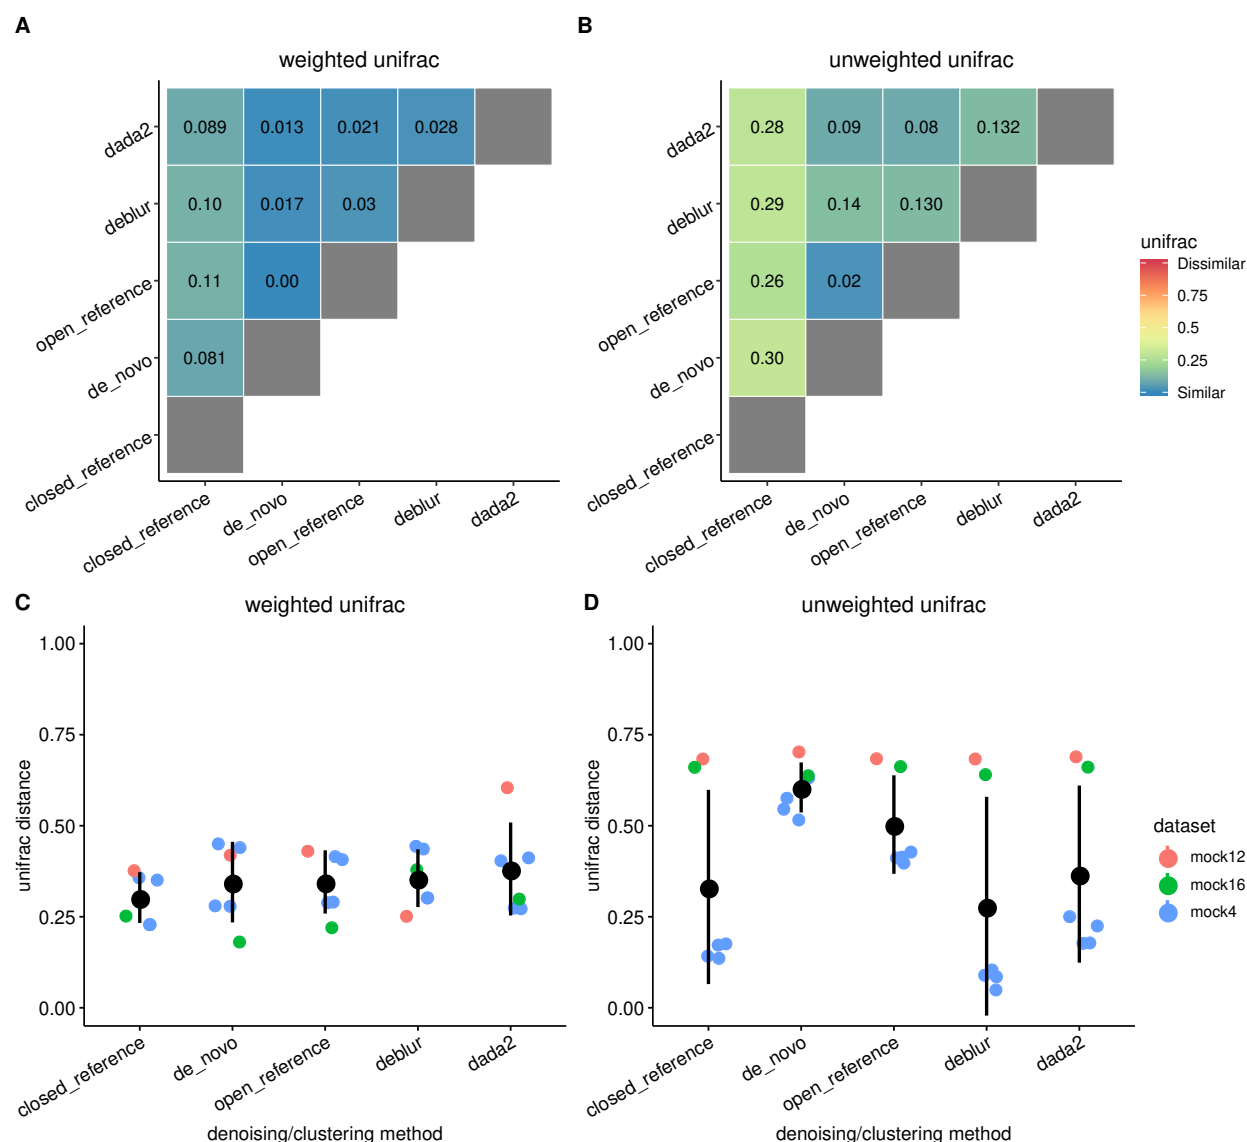 A
weighted unifrac
dada2
0.089 0.013 0.021 0.028
deblur
0.10 0.017 0.03
open_reference
0.11 0.00
de_novo
0.081
closed_reference
closed_reference de_novo open_reference deblur dada2
B
unweighted unifrac
dada2
0.28 0.09 0.08 0.132
deblur
0.29 0.14 0.130
open_reference
0.26 0.02
de_novo
0.30
closed_reference
closed_reference de_novo open_reference deblur dada2
unifrac
Dissimilar
0.75
0.5
0.25
Similar
C
weighted unifrac
unifrac distance
1.00
0.75
0.50
0.25
0.00
closed_reference de_novo open_reference deblur dada2
denoising/clustering method
D
unweighted unifrac
unifrac distance
1.00
0.75
0.50
0.25
0.00
closed_reference de_novo open_reference deblur dada2
denoising/clustering method
dataset
mock12
mock16
mock4